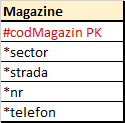 Magazine
#codMagazin PK
*sector
*strada
*nr
*telefon